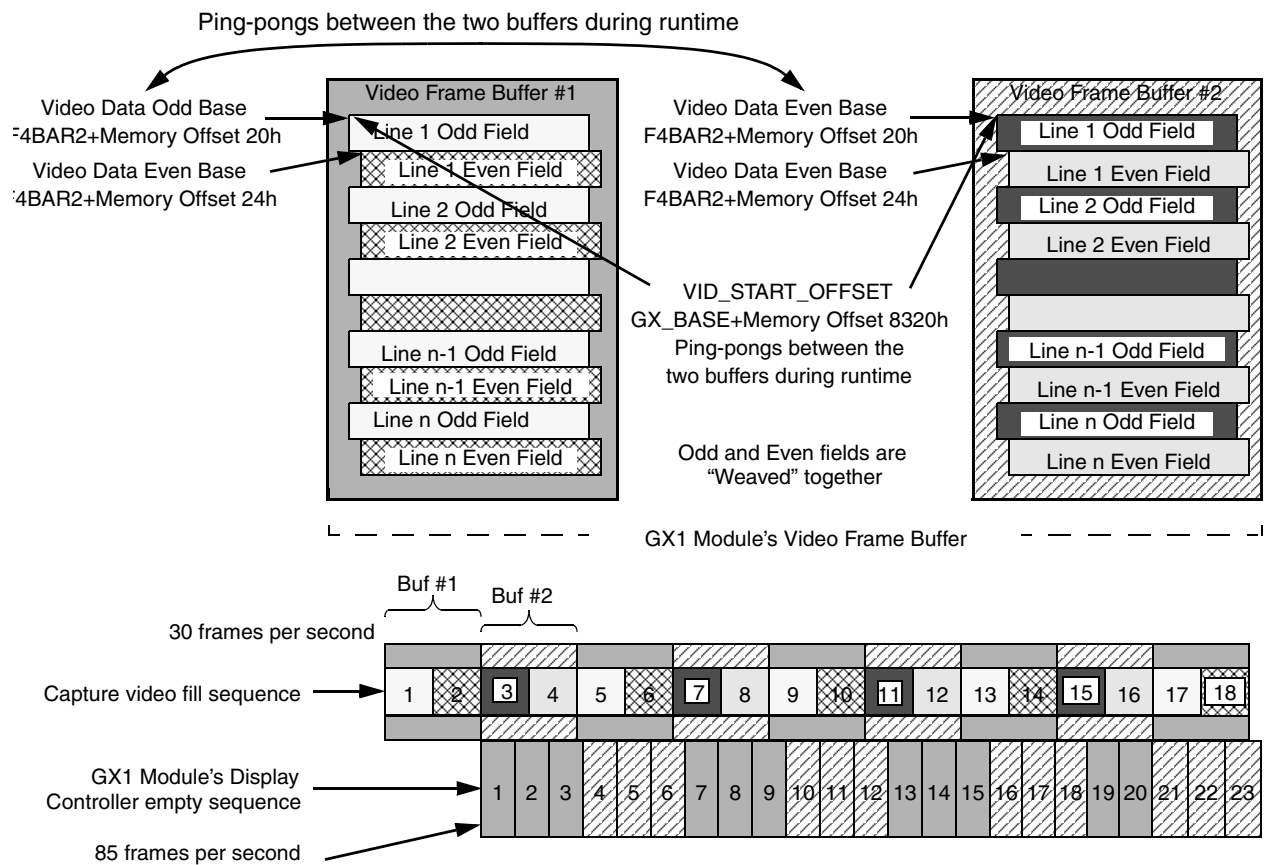 Ping-pongs between the two buffers during runtime
Video Data Odd Base
F4BAR2+Memory Offset 20h
Video Data Even Base
F4BAR2+Memory Offset 24h
Video Frame Buffer #1
Line 1 Odd Field
Line 1 Even Field
Line 2 Odd Field
Line 2 Even Field
Line n-1 Odd Field
Line n-1 Even Field
Line n Odd Field
Line n Even Field
Video Data Even Base
F4BAR2+Memory Offset 20h
Video Data Even Base
F4BAR2+Memory Offset 24h
VID_START_OFFSET
GX_BASE+Memory Offset 8320h
Ping-pongs between the
two buffers during runtime
Odd and Even fields are
“Weaved” together
Video Frame Buffer #2
Line 1 Odd Field
Line 1 Even Field
Line 2 Odd Field
Line 2 Even Field
Line n-1 Odd Field
Line n-1 Even Field
Line n Odd Field
Line n Even Field
GX1 Module’s Video Frame Buffer
Buf #1
Buf #2
30 frames per second
Capture video fill sequence
1 2 3 4 5 6 7 8 9 10 11 12 13 14 15 16 17 18
GX1 Module’s Display
Controller empty sequence
1 2 3 4 5 6 7 8 9 10 11 12 13 14 15 16 17 18 19 20 21 22 23
85 frames per second